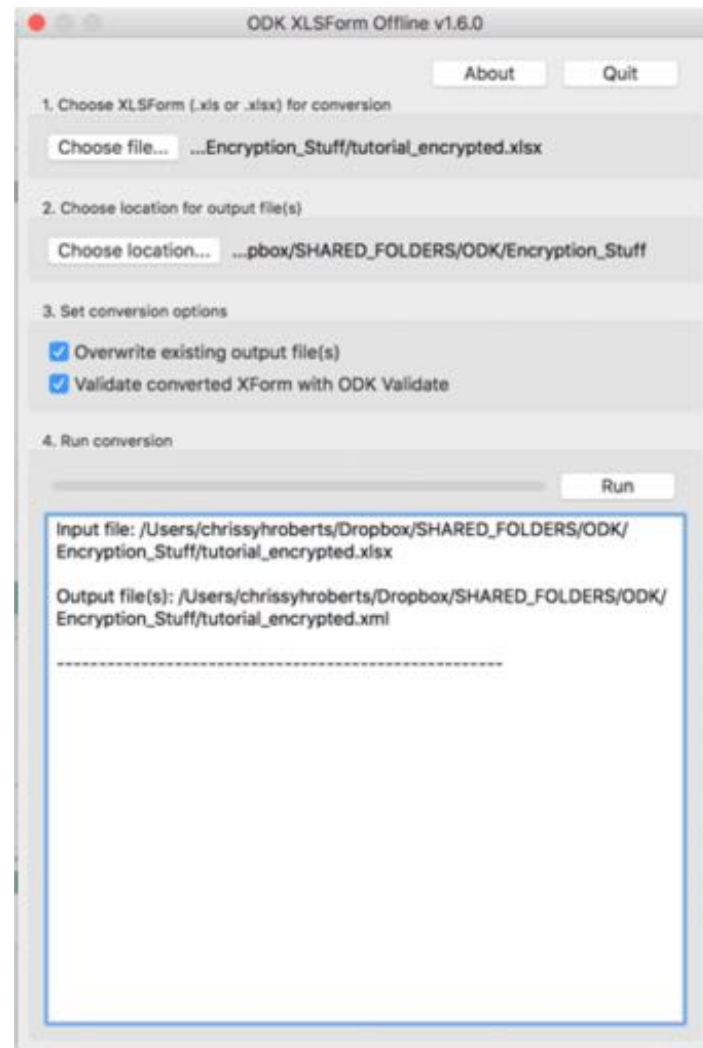 ODK XLSForm Offline v1.6.0
About Quit
1. Choose XLSForm (.xls or .xlsx) for conversion
Choose file... ...Encryption_Stuff/tutorial_encrypted.xlsx
2. Choose location for output file(s)
Choose location... ...pbox/SHARED_FOLDERS/ODK/Encryption_Stuff
3. Set conversion options
Overwrite existing output file(s)
Validate converted XForm with ODK Validate
4. Run conversion
Run
Input file: /Users/chrissyhroberts/Dropbox/SHARED_FOLDERS/ODK/
Encryption_Stuff/tutorial_encrypted.xlsx
Output file(s): /Users/chrissyhroberts/Dropbox/SHARED_FOLDERS/ODK/
Encryption_Stuff/tutorial_encrypted.xml
-----------------------------------------------------